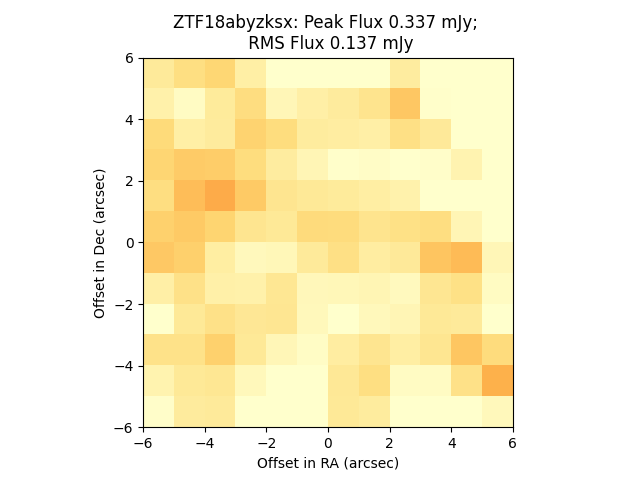 ZTF18abyzksx: Peak Flux 0.337 mJy;
RMS Flux 0.137 mJy
6
4
2
0
−2
−4
−6
Offset in Dec (arcsec)
−6 −4 −2 0 2 4 6
Offset in RA (arcsec)